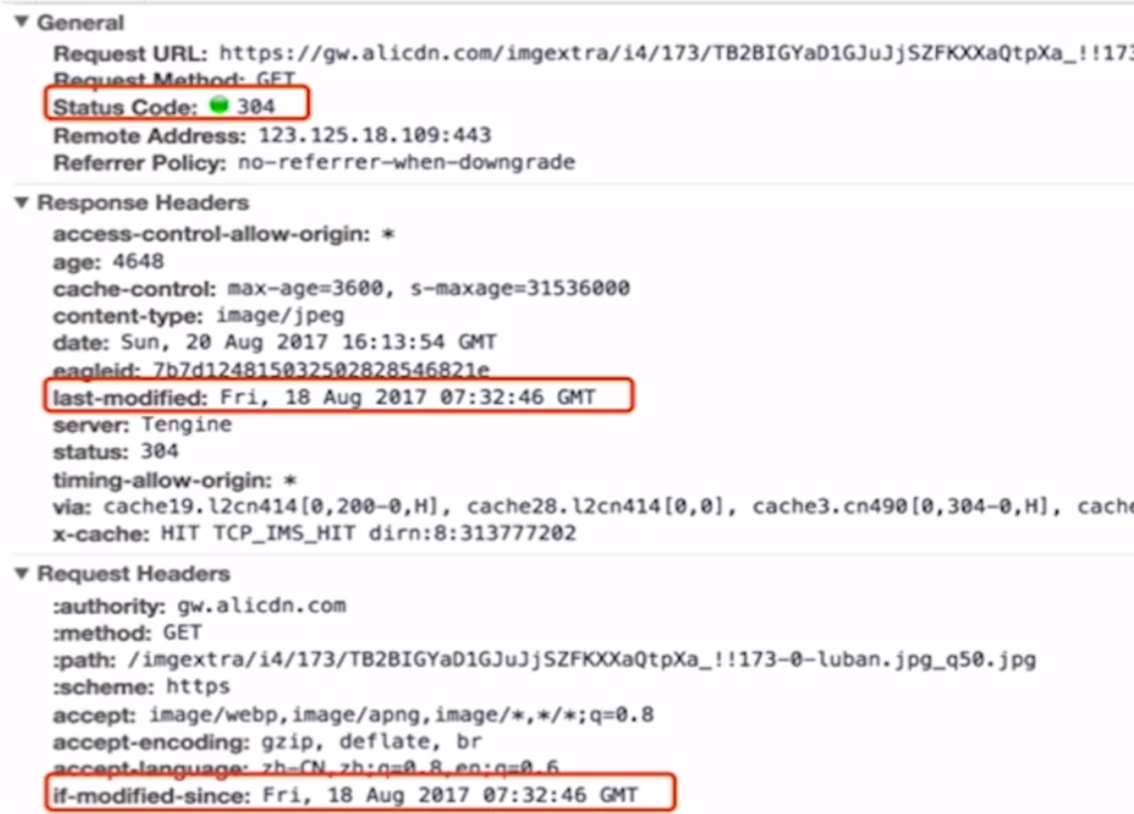 ▼ General
Request URL: https://gw.alicdn.com/imgextra/i4/173/TB2BIGYaD1GJuJjSZFKXXaQtpXa_!!173
Request Method: GET
Status Code: 304
Remote Address: 123.125.18.109:443
Referrer Policy: no-referrer-when-downgrade
▼ Response Headers
access-control-allow-origin: *
age: 4648
cache-control: max-age=3600, s-maxage=31536000
content-type: image/jpeg
date: Sun, 20 Aug 2017 16:13:54 GMT
eagleid: 7b7d124815032502828546821e
last-modified: Fri, 18 Aug 2017 07:32:46 GMT
server: Tengine
status: 304
timing-allow-origin: *
via: cache19.l2cn414[0,200-0,H], cache28.l2cn414[0,0], cache3.cn490[0,304-0,H], cache
x-cache: HIT TCP_IMS_HIT dirn:8:313777202
▼ Request Headers
:authority: gw.alicdn.com
:method: GET
:path: /imgextra/i4/173/TB2BIGYaD1GJuJjSZFKXXaQtpXa_!!173-0-luban.jpg_q50.jpg
:scheme: https
accept: image/webp,image/apng,image/*,*/*;q=0.8
accept-encoding: gzip, deflate, br
accept-language: zh-CN,zh;q=0.8,en;q=0.6
if-modified-since: Fri, 18 Aug 2017 07:32:46 GMT